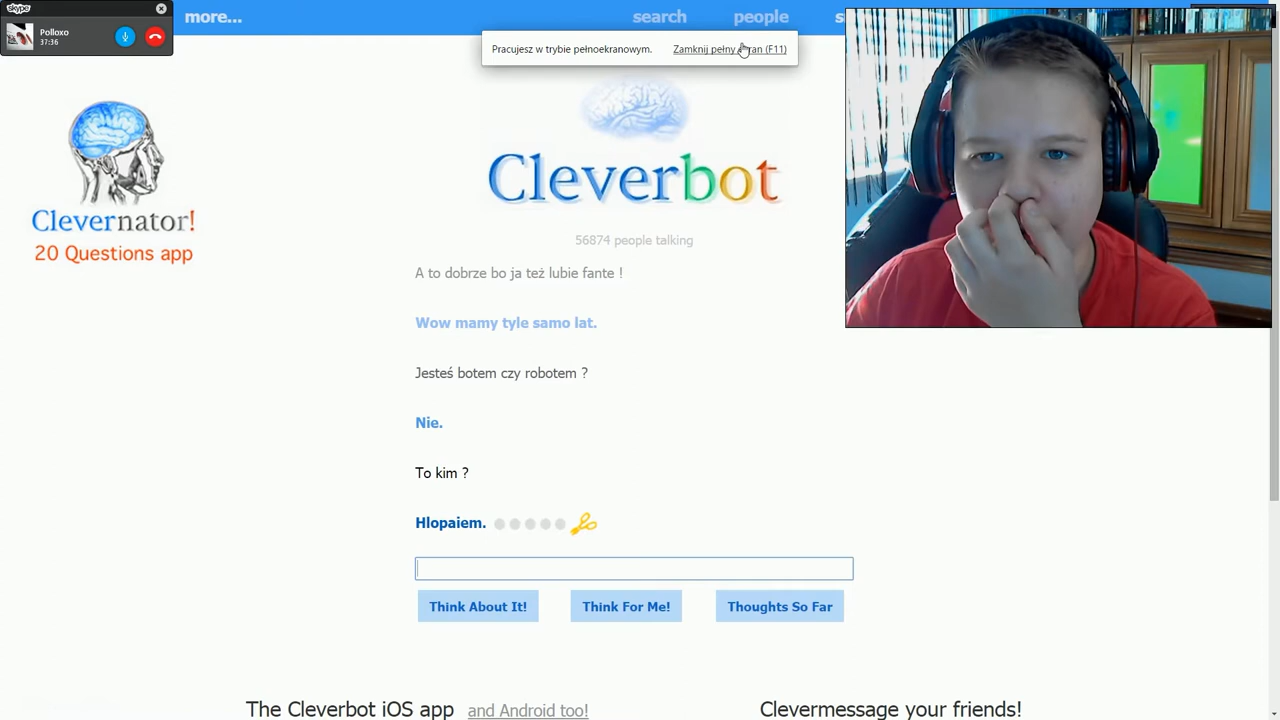 skype
Polloxo
37:36
more...
search
people
Pracujesz w trybie pełnoekranowym.
Zamknij pełny ekran (F11)
Clevernator!
20 Questions app
Cleverbot
56874 people talking
A to dobrze bo ja też lubie fante !
Wow mamy tyle samo lat.
Jesteś botem czy robotem ?
Nie.
To kim ?
Hlopaiem.
Think About It!
Think For Me!
Thoughts So Far
The Cleverbot iOS app
and Android too!
Clevermessage your friends!